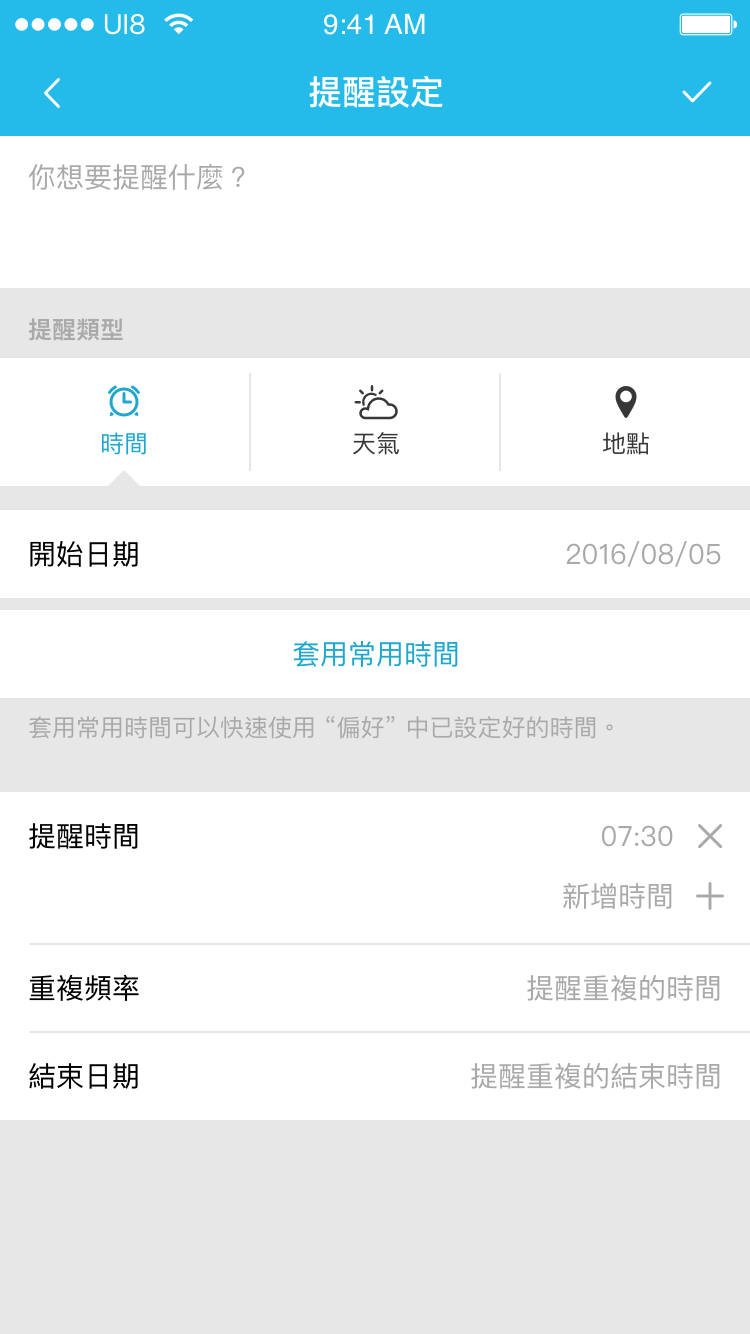 UI8 9:41 AM
提醒設定
你想要提醒什麼？
提醒類型
時間 天氣 地點
開始日期 2016/08/05
套用常用時間
套用常用時間可以快速使用“偏好”中已設定好的時間。
提醒時間 07:30
新增時間
重複頻率 提醒重複的時間
結束日期 提醒重複的結束時間